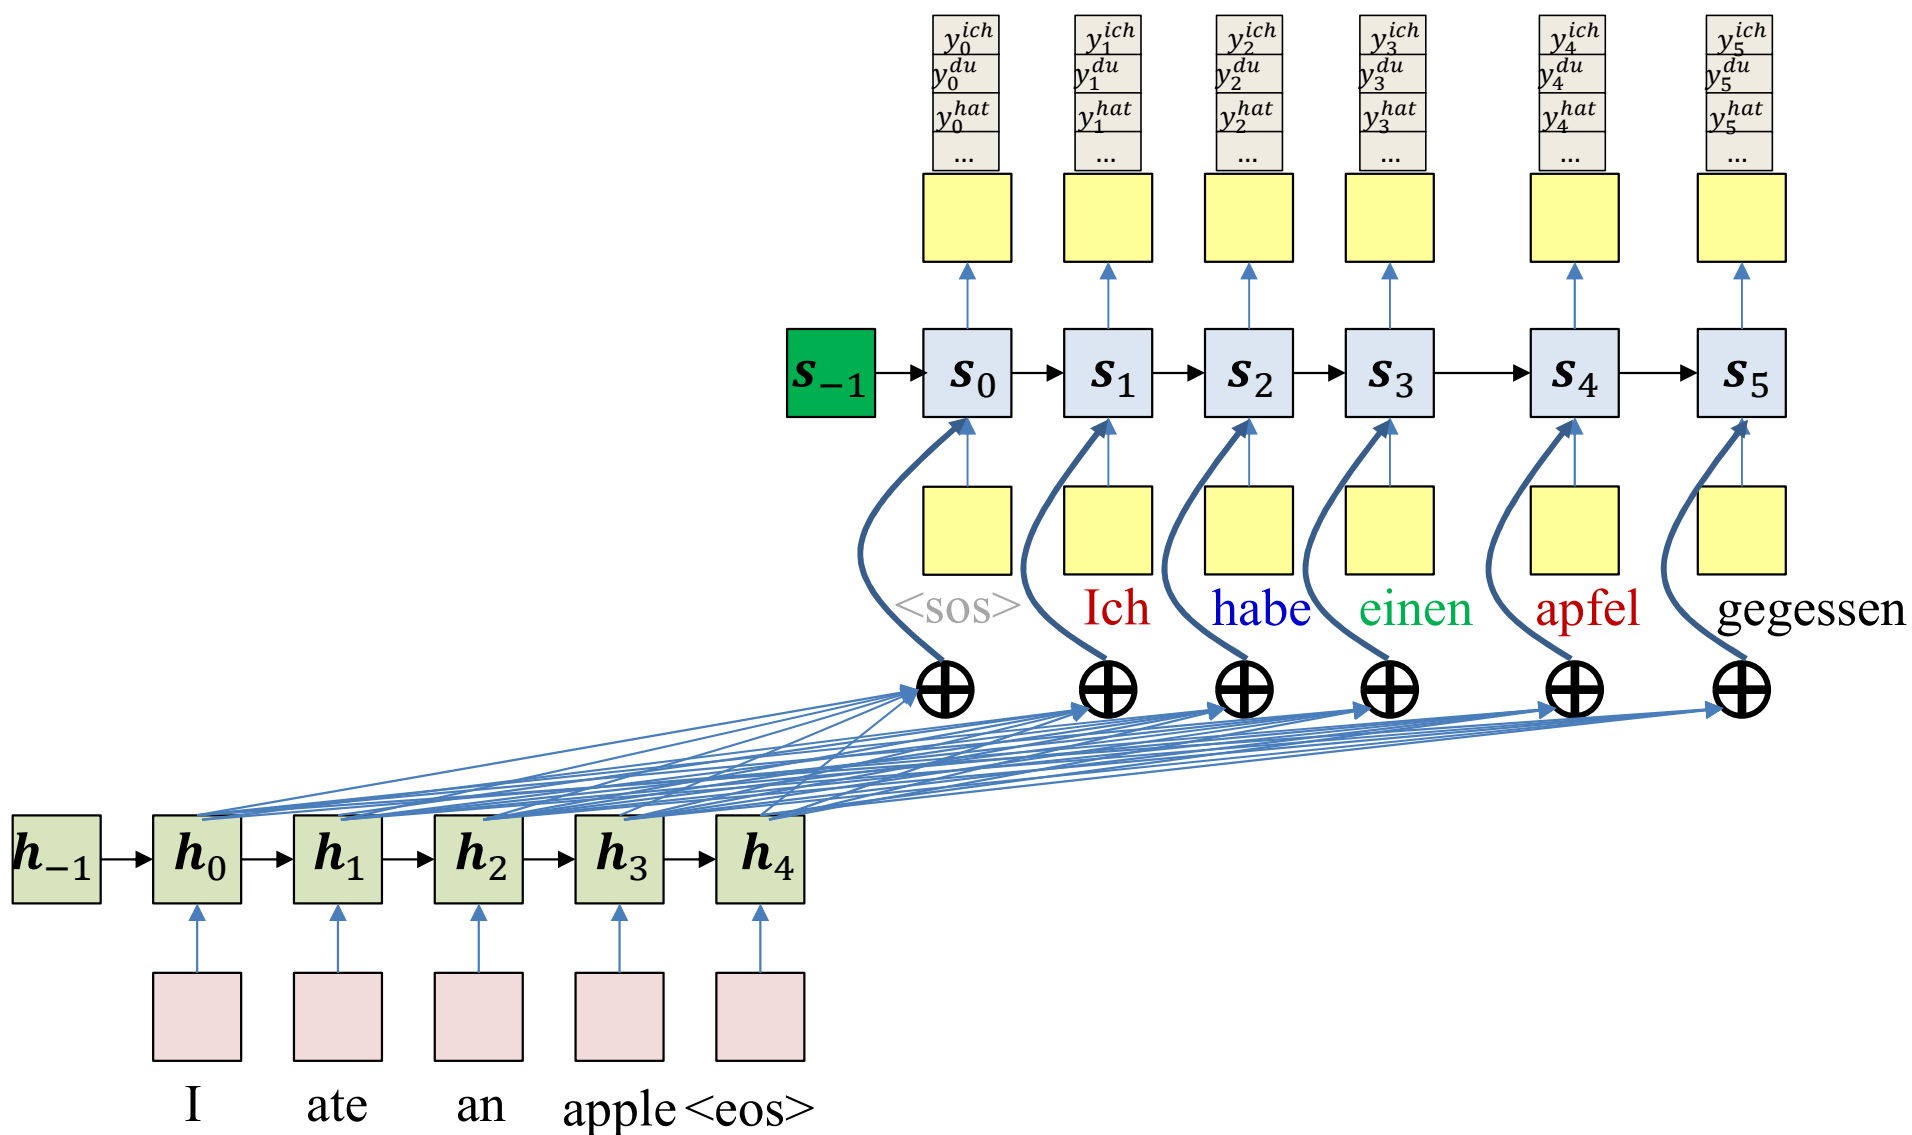 y_0^{ich} y_1^{ich} y_2^{ich} y_3^{ich} y_4^{ich} y_5^{ich}
y_0^{du} y_1^{du} y_2^{du} y_3^{du} y_4^{du} y_5^{du}
y_0^{hat} y_1^{hat} y_2^{hat} y_3^{hat} y_4^{hat} y_5^{hat}
... ... ... ... ... ...
s_{-1} s_0 s_1 s_2 s_3 s_4 s_5
<sos> Ich habe einen apfel gegessen
h_{-1} h_0 h_1 h_2 h_3 h_4
I ate an apple <eos>